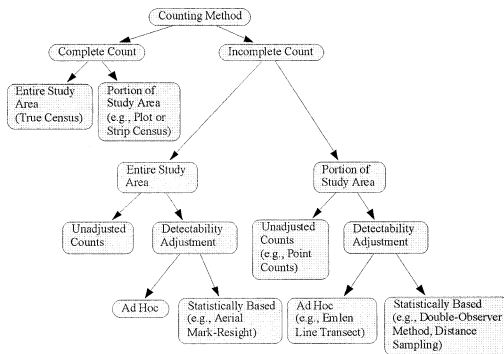 Counting Method
Complete Count
Incomplete Count
Entire Study
Area
(True Census)
Portion of
Study Area
(e.g., Plot or
Strip Census)
Entire Study
Area
Portion of
Study Area
Unadjusted
Counts
Detectability
Adjustment
Unadjusted
Counts
(e.g., Point
Counts)
Detectability
Adjustment
Ad Hoc
Statistically Based
(e.g., Aerial
Mark-Resight)
Ad Hoc
(e.g., Emlen
Line Transect)
Statistically Based
(e.g., Double-Observer
Method, Distance
Sampling)